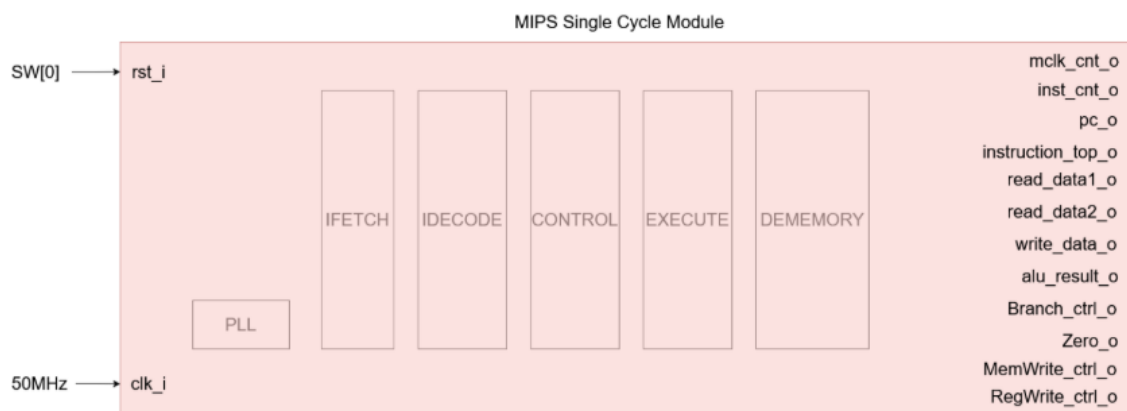 MIPS Single Cycle Module
SW[0]
rst_i
mclk_cnt_o
inst_cnt_o
pc_o
instruction_top_o
read_data1_o
read_data2_o
write_data_o
alu_result_o
Branch_ctrl_o
Zero_o
MemWrite_ctrl_o
RegWrite_ctrl_o
IFETCH
IDECODE
CONTROL
EXECUTE
DEMEMORY
PLL
50MHz
clk_i